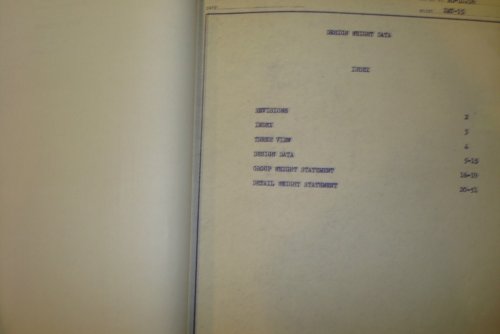 DATE
DESIGN WEIGHT DATA
INDEX
REVISIONS 2
INDEX 3
THREE VIEW 4
DESIGN DATA 5-15
GROUP WEIGHT STATEMENT 16-19
DETAIL WEIGHT STATEMENT 20-51